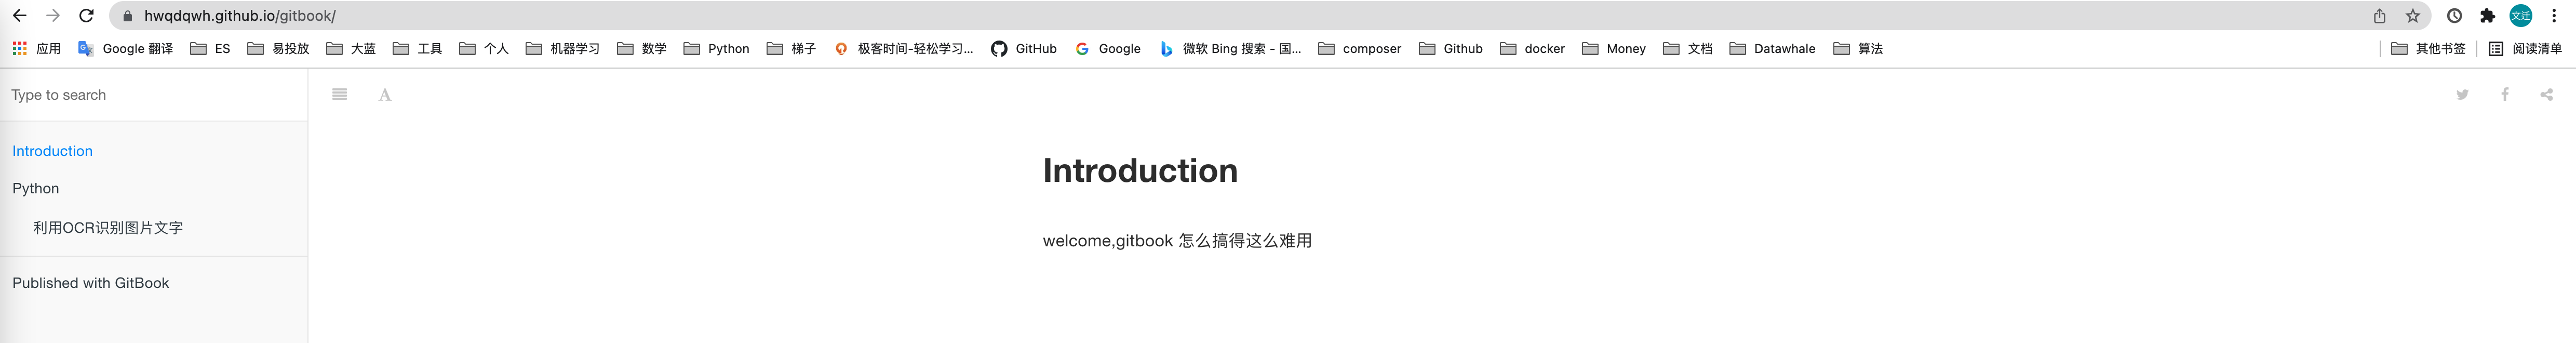 hwqdqwh.github.io/gitbook/
文迁
应用 Google 翻译 ES 易投放 大蓝 工具 个人 机器学习 数学 Python 梯子 极客时间-轻松学习... GitHub Google 微软 Bing 搜索 - 国... composer Github docker Money 文档 Datawhale 算法 其他书签 阅读清单
Type to search
A
Introduction
Python
利用OCR识别图片文字
Published with GitBook
Introduction
welcome,gitbook 怎么搞得这么难用